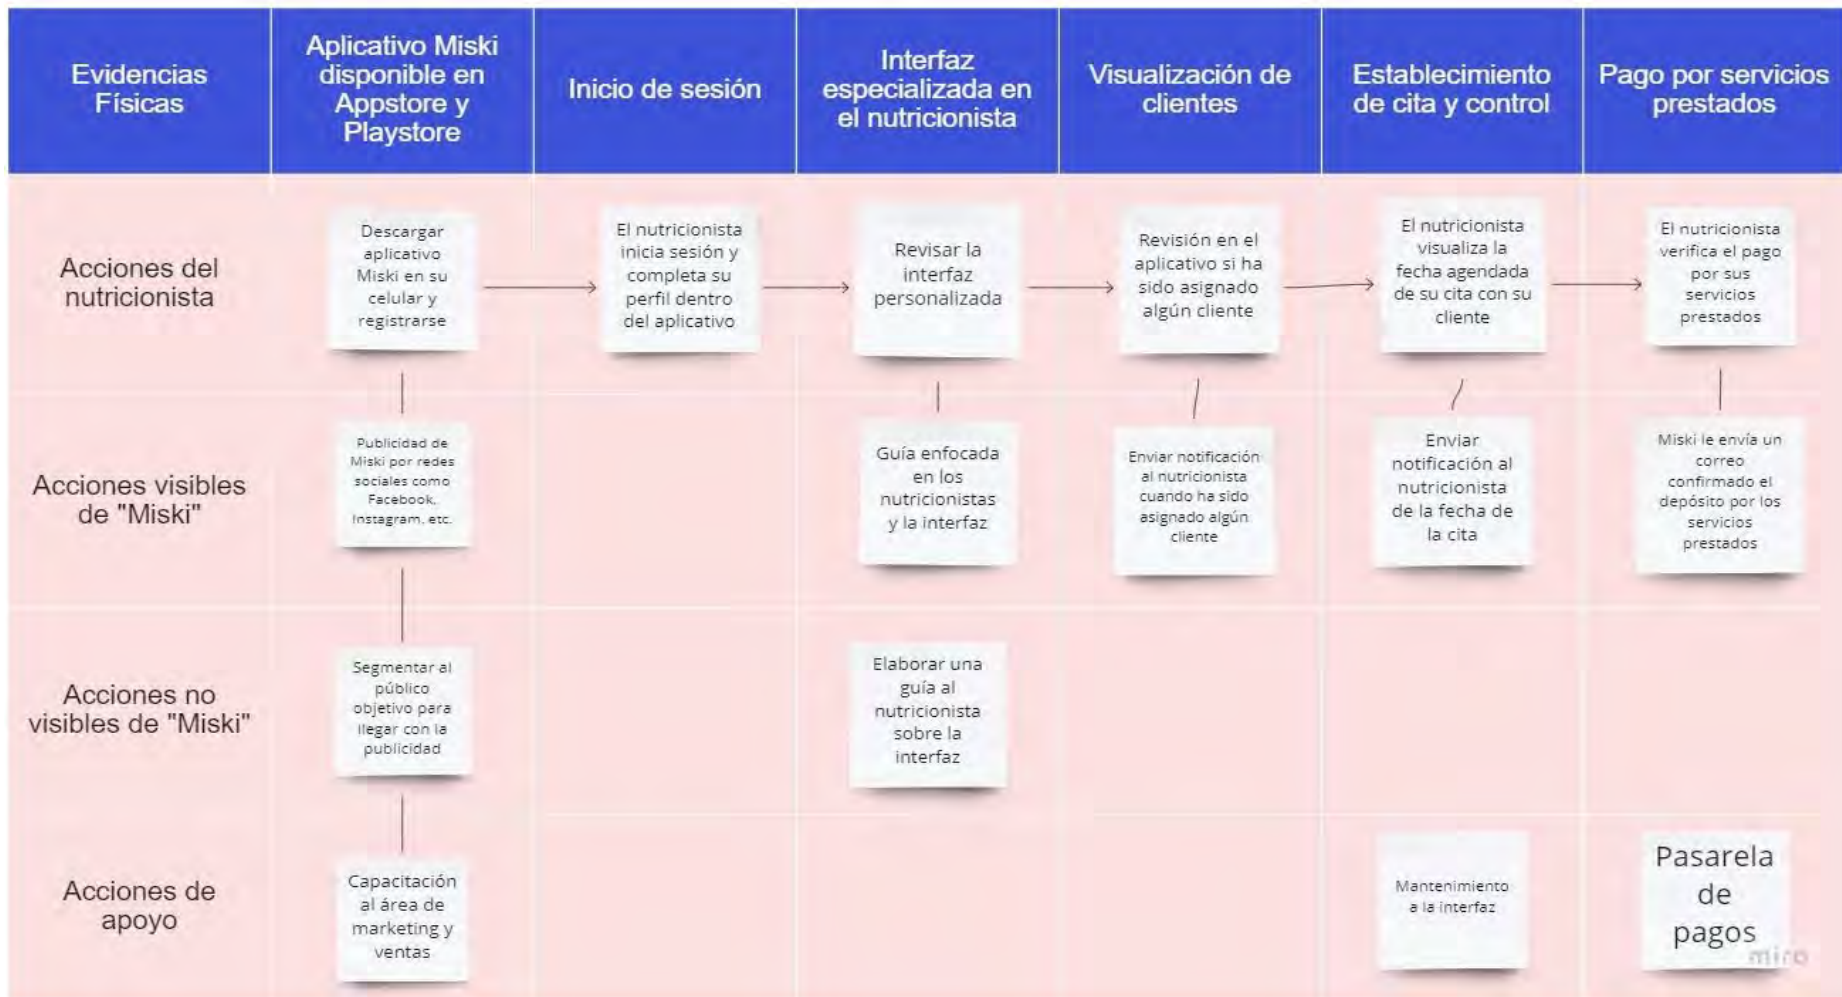 Evidencias
Físicas
Aplicativo Miski
disponible en
Appstore y
Playstore
Inicio de sesión
Interfaz
especializada en
el nutricionista
Visualización de
clientes
Establecimiento
de cita y control
Pago por servicios
prestados
Acciones del
nutricionista
Descargar
aplicativo
Miski en su
celular y
registrarse
El nutricionista
inicia sesión y
completa su
perfil dentro
del aplicativo
Revisar la
interfaz
personalizada
Revisión en el
aplicativo si ha
sido asignado
algún cliente
El nutricionista
visualiza la
fecha agendada
de su cita con su
cliente
El nutricionista
verifica el pago
por sus
servicios
prestados
Acciones visibles
de "Miski"
Publicidad de
Miski por redes
sociales como
Facebook,
Instagram, etc.
Guía enfocada
en los
nutricionistas
y la interfaz
Enviar notificación
al nutricionista
cuando ha sido
asignado algún
cliente
Enviar
notificación al
nutricionista
de la fecha de
la cita
Miski le envía un
correo
confirmado el
depósito por los
servicios
prestados
Acciones no
visibles de "Miski"
Segmentar al
público
objetivo para
llegar con la
publicidad
Elaborar una
guía al
nutricionista
sobre la
interfaz
Acciones de
apoyo
Capacitación
al área de
marketing y
ventas
Mantenimiento
a la interfaz
Pasarela
de
pagos
miro